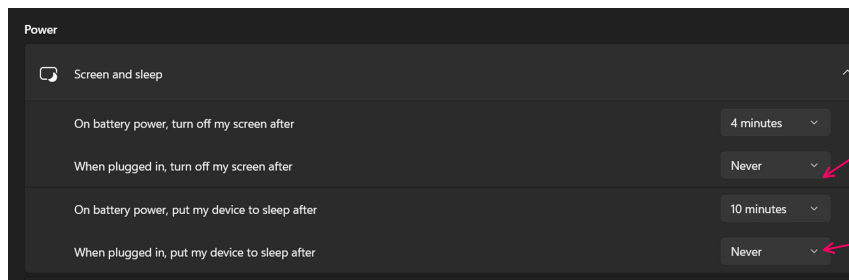 Power
Screen and sleep
On battery power, turn off my screen after 4 minutes
When plugged in, turn off my screen after Never
On battery power, put my device to sleep after 10 minutes
When plugged in, put my device to sleep after Never